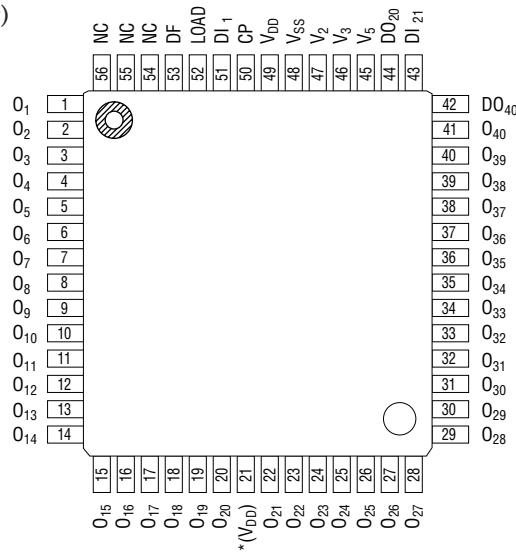 )
NC NC NC DF LOAD DI 1 CP VDD VSS V2 V3 V5 DO20 DI 21
56 55 54 53 52 51 50 49 48 47 46 45 44 43
O1 1 42 DO40
O2 2 41 O40
O3 3 40 O39
O4 4 39 O38
O5 5 38 O37
O6 6 37 O36
O7 7 36 O35
O8 8 35 O34
O9 9 34 O33
O10 10 33 O32
O11 11 32 O31
O12 12 31 O30
O13 13 30 O29
O14 14 29 O28
15 16 17 18 19 20 21 22 23 24 25 26 27 28
O15 O16 O17 O18 O19 O20 *(VDD) O21 O22 O23 O24 O25 O26 O27